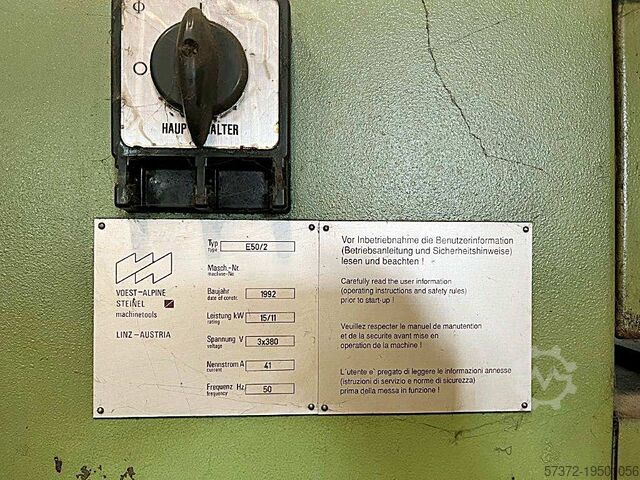 HAUP ALTER
VOEST-ALPINE
STEINEL
machinetools
LINZ-AUSTRIA
Typ
type
E50/2
Masch.-Nr.
machine-No.
Baujahr
date of constr.
1992
Leistung kW
rating
15/11
Spannung V
voltage
3x380
Nennstrom A
current
41
Frequenz Hz
frequency
50
Vor Inbetriebnahme die Benutzerinformation
(Betriebsanleitung und Sicherheitshinweise)
lesen und beachten !
Carefully read the user information
(operating instructions and safety rules)
prior to start-up !
Veuillez respecter le manuel de manutention
et de la securite avant mise en
operation de la machine !
L'utente e' pregato di leggere le informazioni annesse
(istruzioni di servizio e norme di sicurezza)
prima della messa in funzione !
57372-19501056